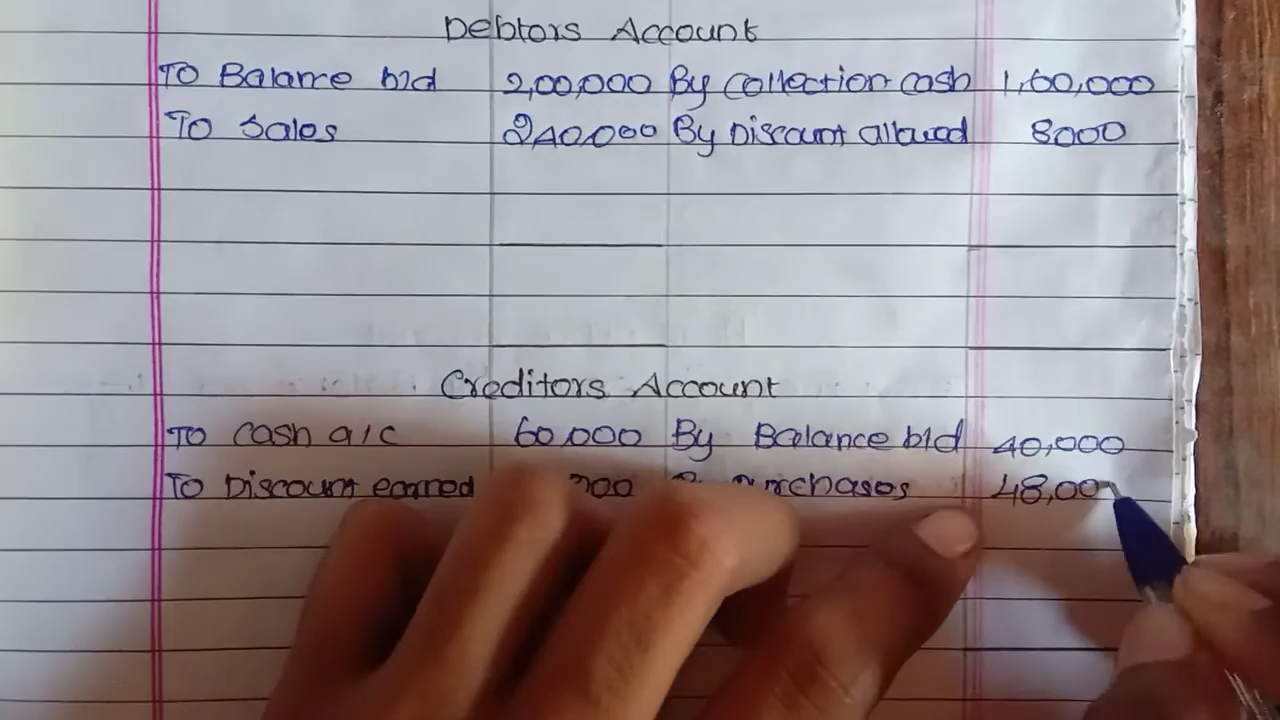 Debtors Account
To Balance b/d 2,00,000 By Collection cash 1,60,000
To Sales 240,000 By Discount allowed 8000
Creditors Account
To Cash a/c 60,000 By Balance b/d 40,000
To Discount earned 48,00